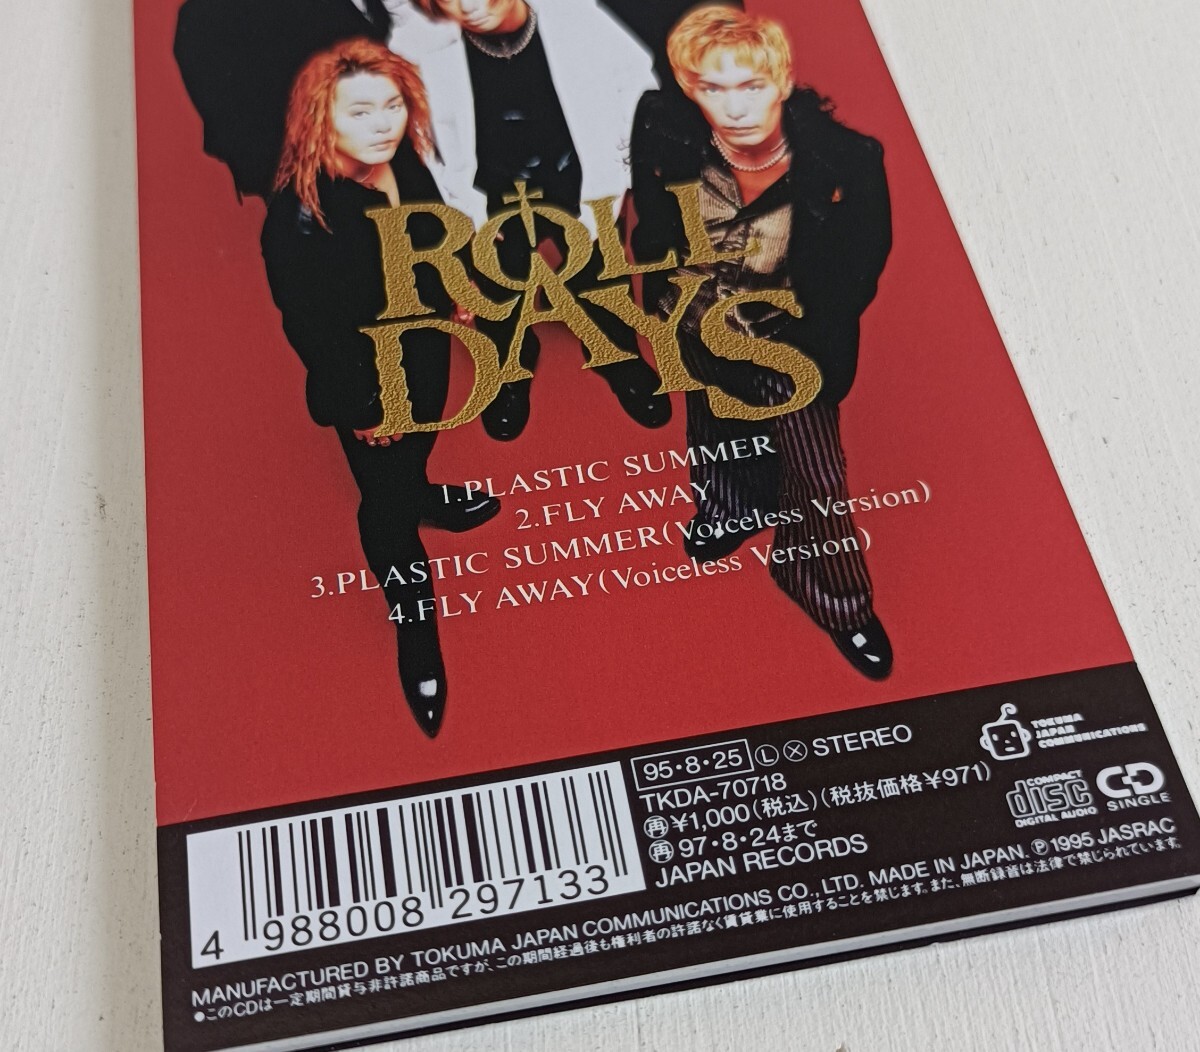 ROLL
DAYS
1.PLASTIC SUMMER
2.FLY AWAY
3.PLASTIC SUMMER(Voiceless Version)
4.FLY AWAY(Voiceless Version)
95・8・25 Ⓛ ⓧ STEREO
TKDA-70718
再 ¥1,000(税込)(税抜価格¥971)
再 97・8・24まで
JAPAN RECORDS
TOKUMA
JAPAN
COMMUNICATIONS
COMPACT
disc
DIGITAL AUDIO
CD
SINGLE
4 988008 297133
MANUFACTURED BY TOKUMA JAPAN COMMUNICATIONS CO., LTD. MADE IN JAPAN. Ⓟ1995 JASRAC
●このCDは一定期間貸与非許諾商品ですが、この期間経過後も権利者の許諾なく賃貸業に使用することを禁じます。また、無断録音は法律で禁じられています。